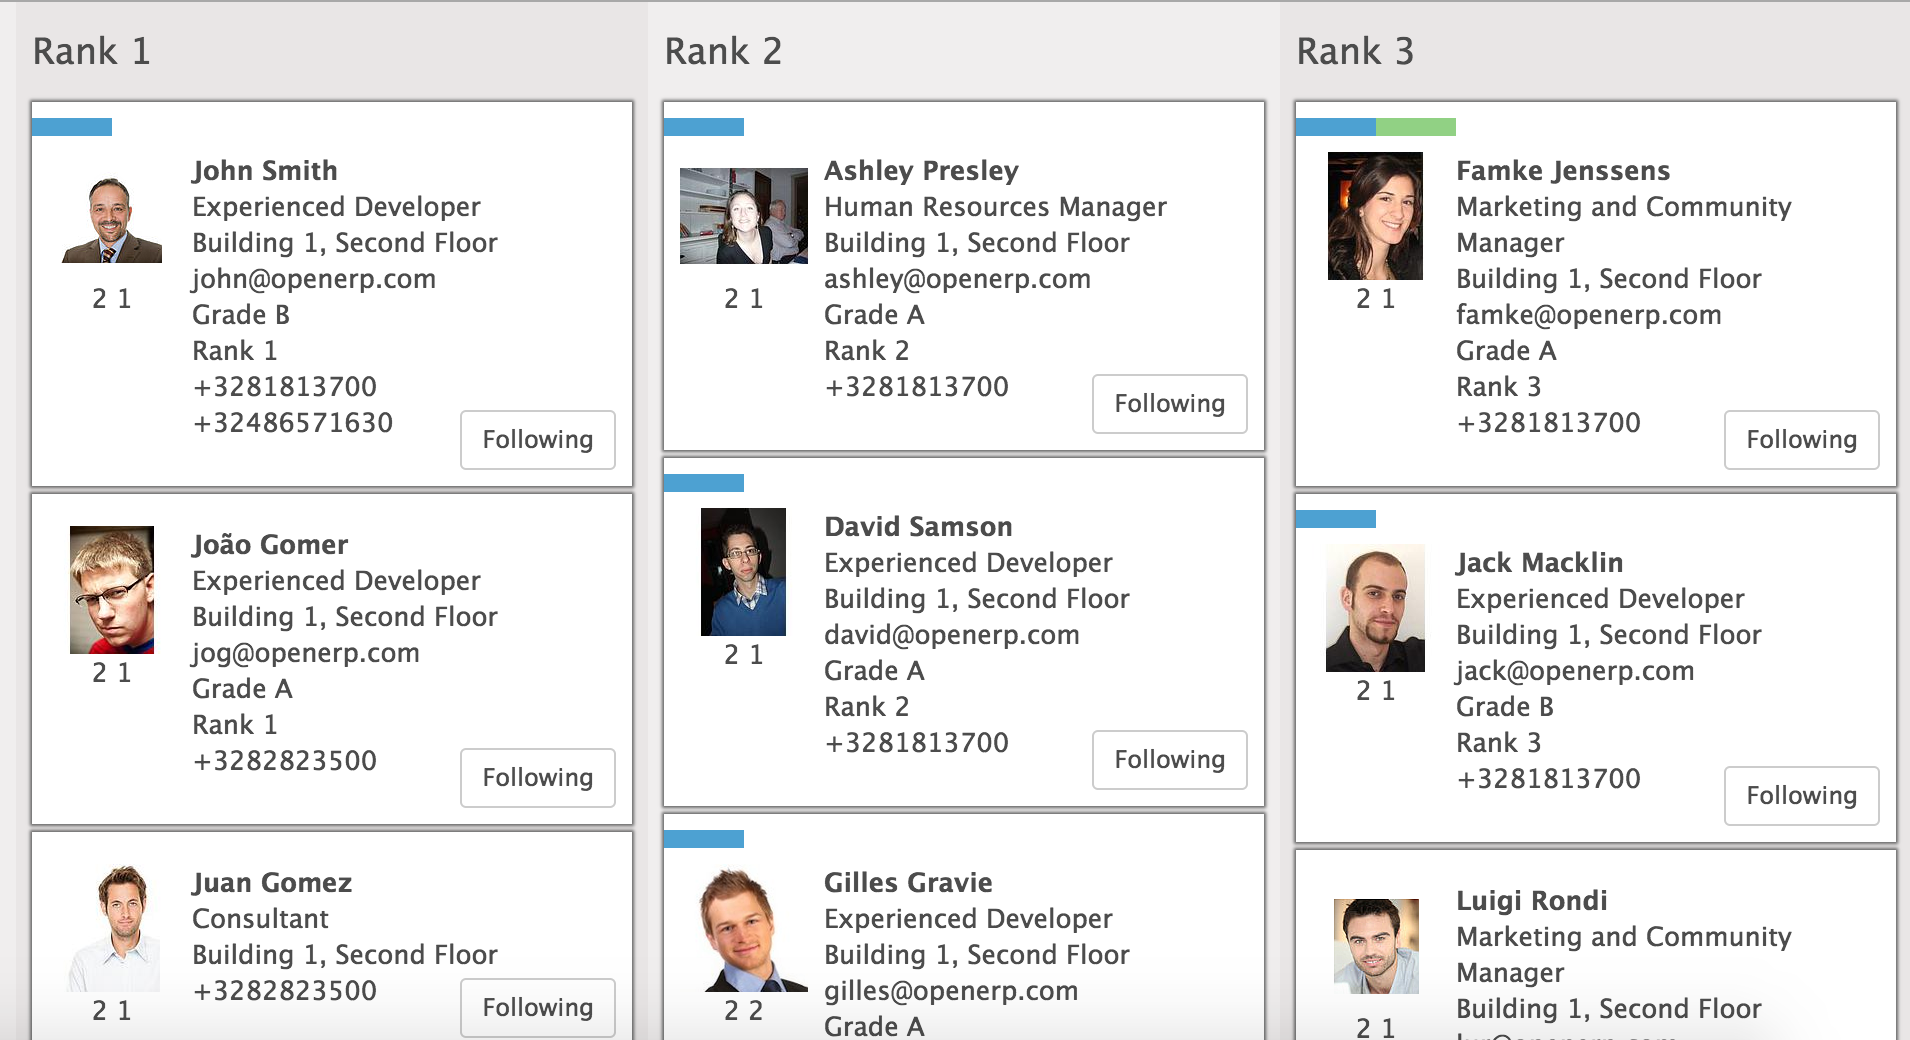 Rank 1
John Smith
Experienced Developer
Building 1, Second Floor
john@openerp.com
Grade B
Rank 1
+3281813700
+32486571630
2 1
Following
João Gomer
Experienced Developer
Building 1, Second Floor
jog@openerp.com
Grade A
Rank 1
+3282823500
2 1
Following
Juan Gomez
Consultant
Building 1, Second Floor
+3282823500
2 1
Following
Rank 2
Ashley Presley
Human Resources Manager
Building 1, Second Floor
ashley@openerp.com
Grade A
Rank 2
+3281813700
2 1
Following
David Samson
Experienced Developer
Building 1, Second Floor
david@openerp.com
Grade A
Rank 2
+3281813700
2 1
Following
Gilles Gravie
Experienced Developer
Building 1, Second Floor
gilles@openerp.com
Grade A
2 2
Rank 3
Famke Jenssens
Marketing and Community
Manager
Building 1, Second Floor
famke@openerp.com
Grade A
Rank 3
+3281813700
2 1
Following
Jack Macklin
Experienced Developer
Building 1, Second Floor
jack@openerp.com
Grade B
Rank 3
+3281813700
2 1
Following
Luigi Rondi
Marketing and Community
Manager
Building 1, Second Floor
2 1